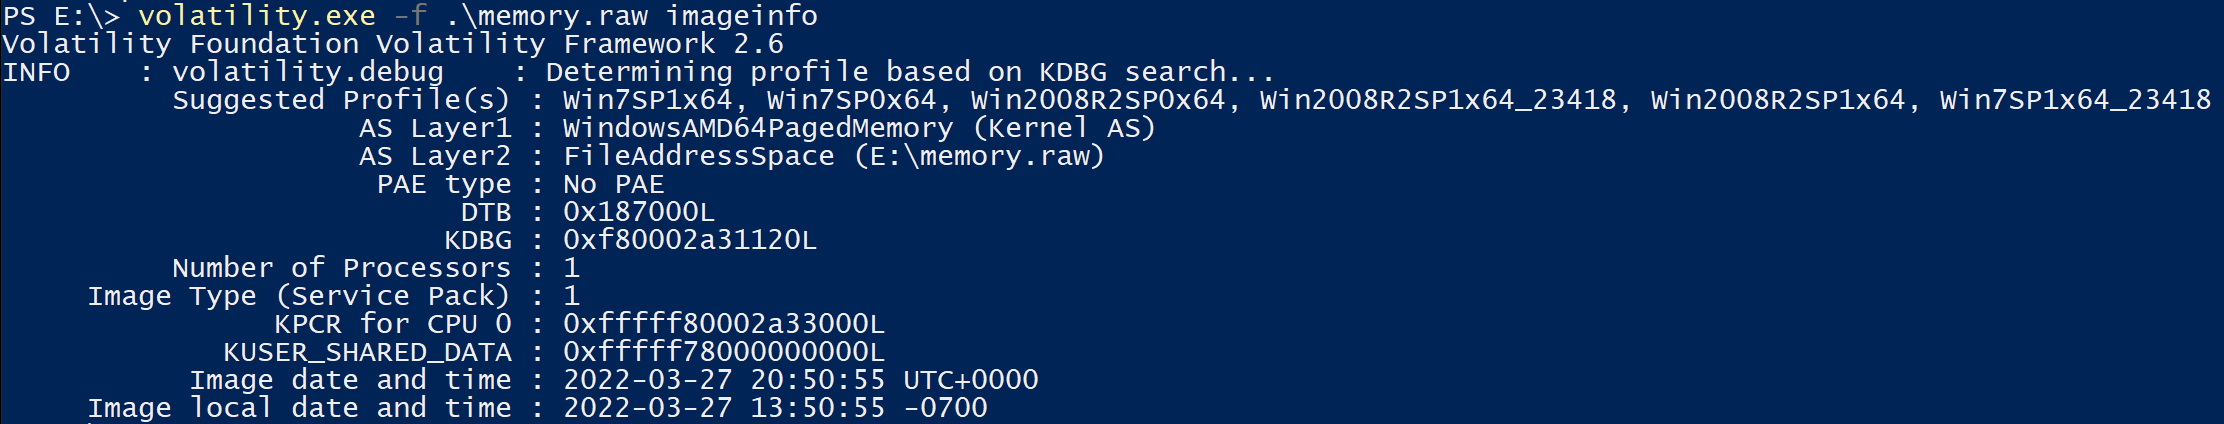 PS E:\> volatility.exe -f .\memory.raw imageinfo
Volatility Foundation Volatility Framework 2.6
INFO    : volatility.debug    : Determining profile based on KDBG search...
          Suggested Profile(s) : Win7SP1x64, Win7SP0x64, Win2008R2SP0x64, Win2008R2SP1x64_23418, Win2008R2SP1x64, Win7SP1x64_23418
                     AS Layer1 : WindowsAMD64PagedMemory (Kernel AS)
                     AS Layer2 : FileAddressSpace (E:\memory.raw)
                      PAE type : No PAE
                           DTB : 0x187000L
                          KDBG : 0xf80002a31120L
          Number of Processors : 1
     Image Type (Service Pack) : 1
                KPCR for CPU 0 : 0xfffff80002a33000L
             KUSER_SHARED_DATA : 0xfffff78000000000L
           Image date and time : 2022-03-27 20:50:55 UTC+0000
     Image local date and time : 2022-03-27 13:50:55 -0700